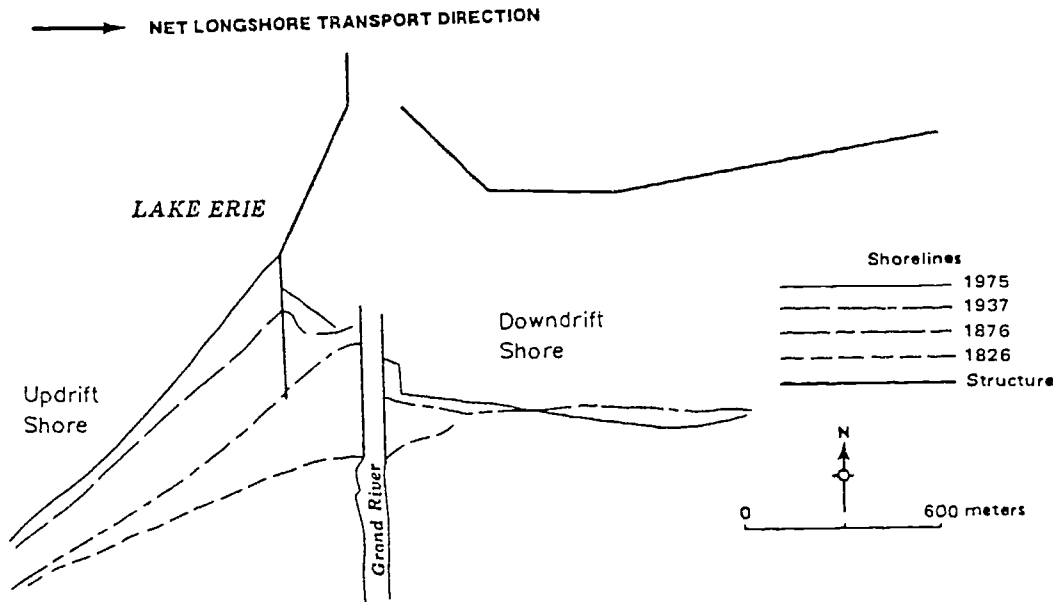 NET LONGSHORE TRANSPORT DIRECTION
LAKE ERIE
Shorelines
1975
1937
1876
1826
Structure
Downdrift
Shore
Updrift
Shore
Grand River
N
0 600 meters